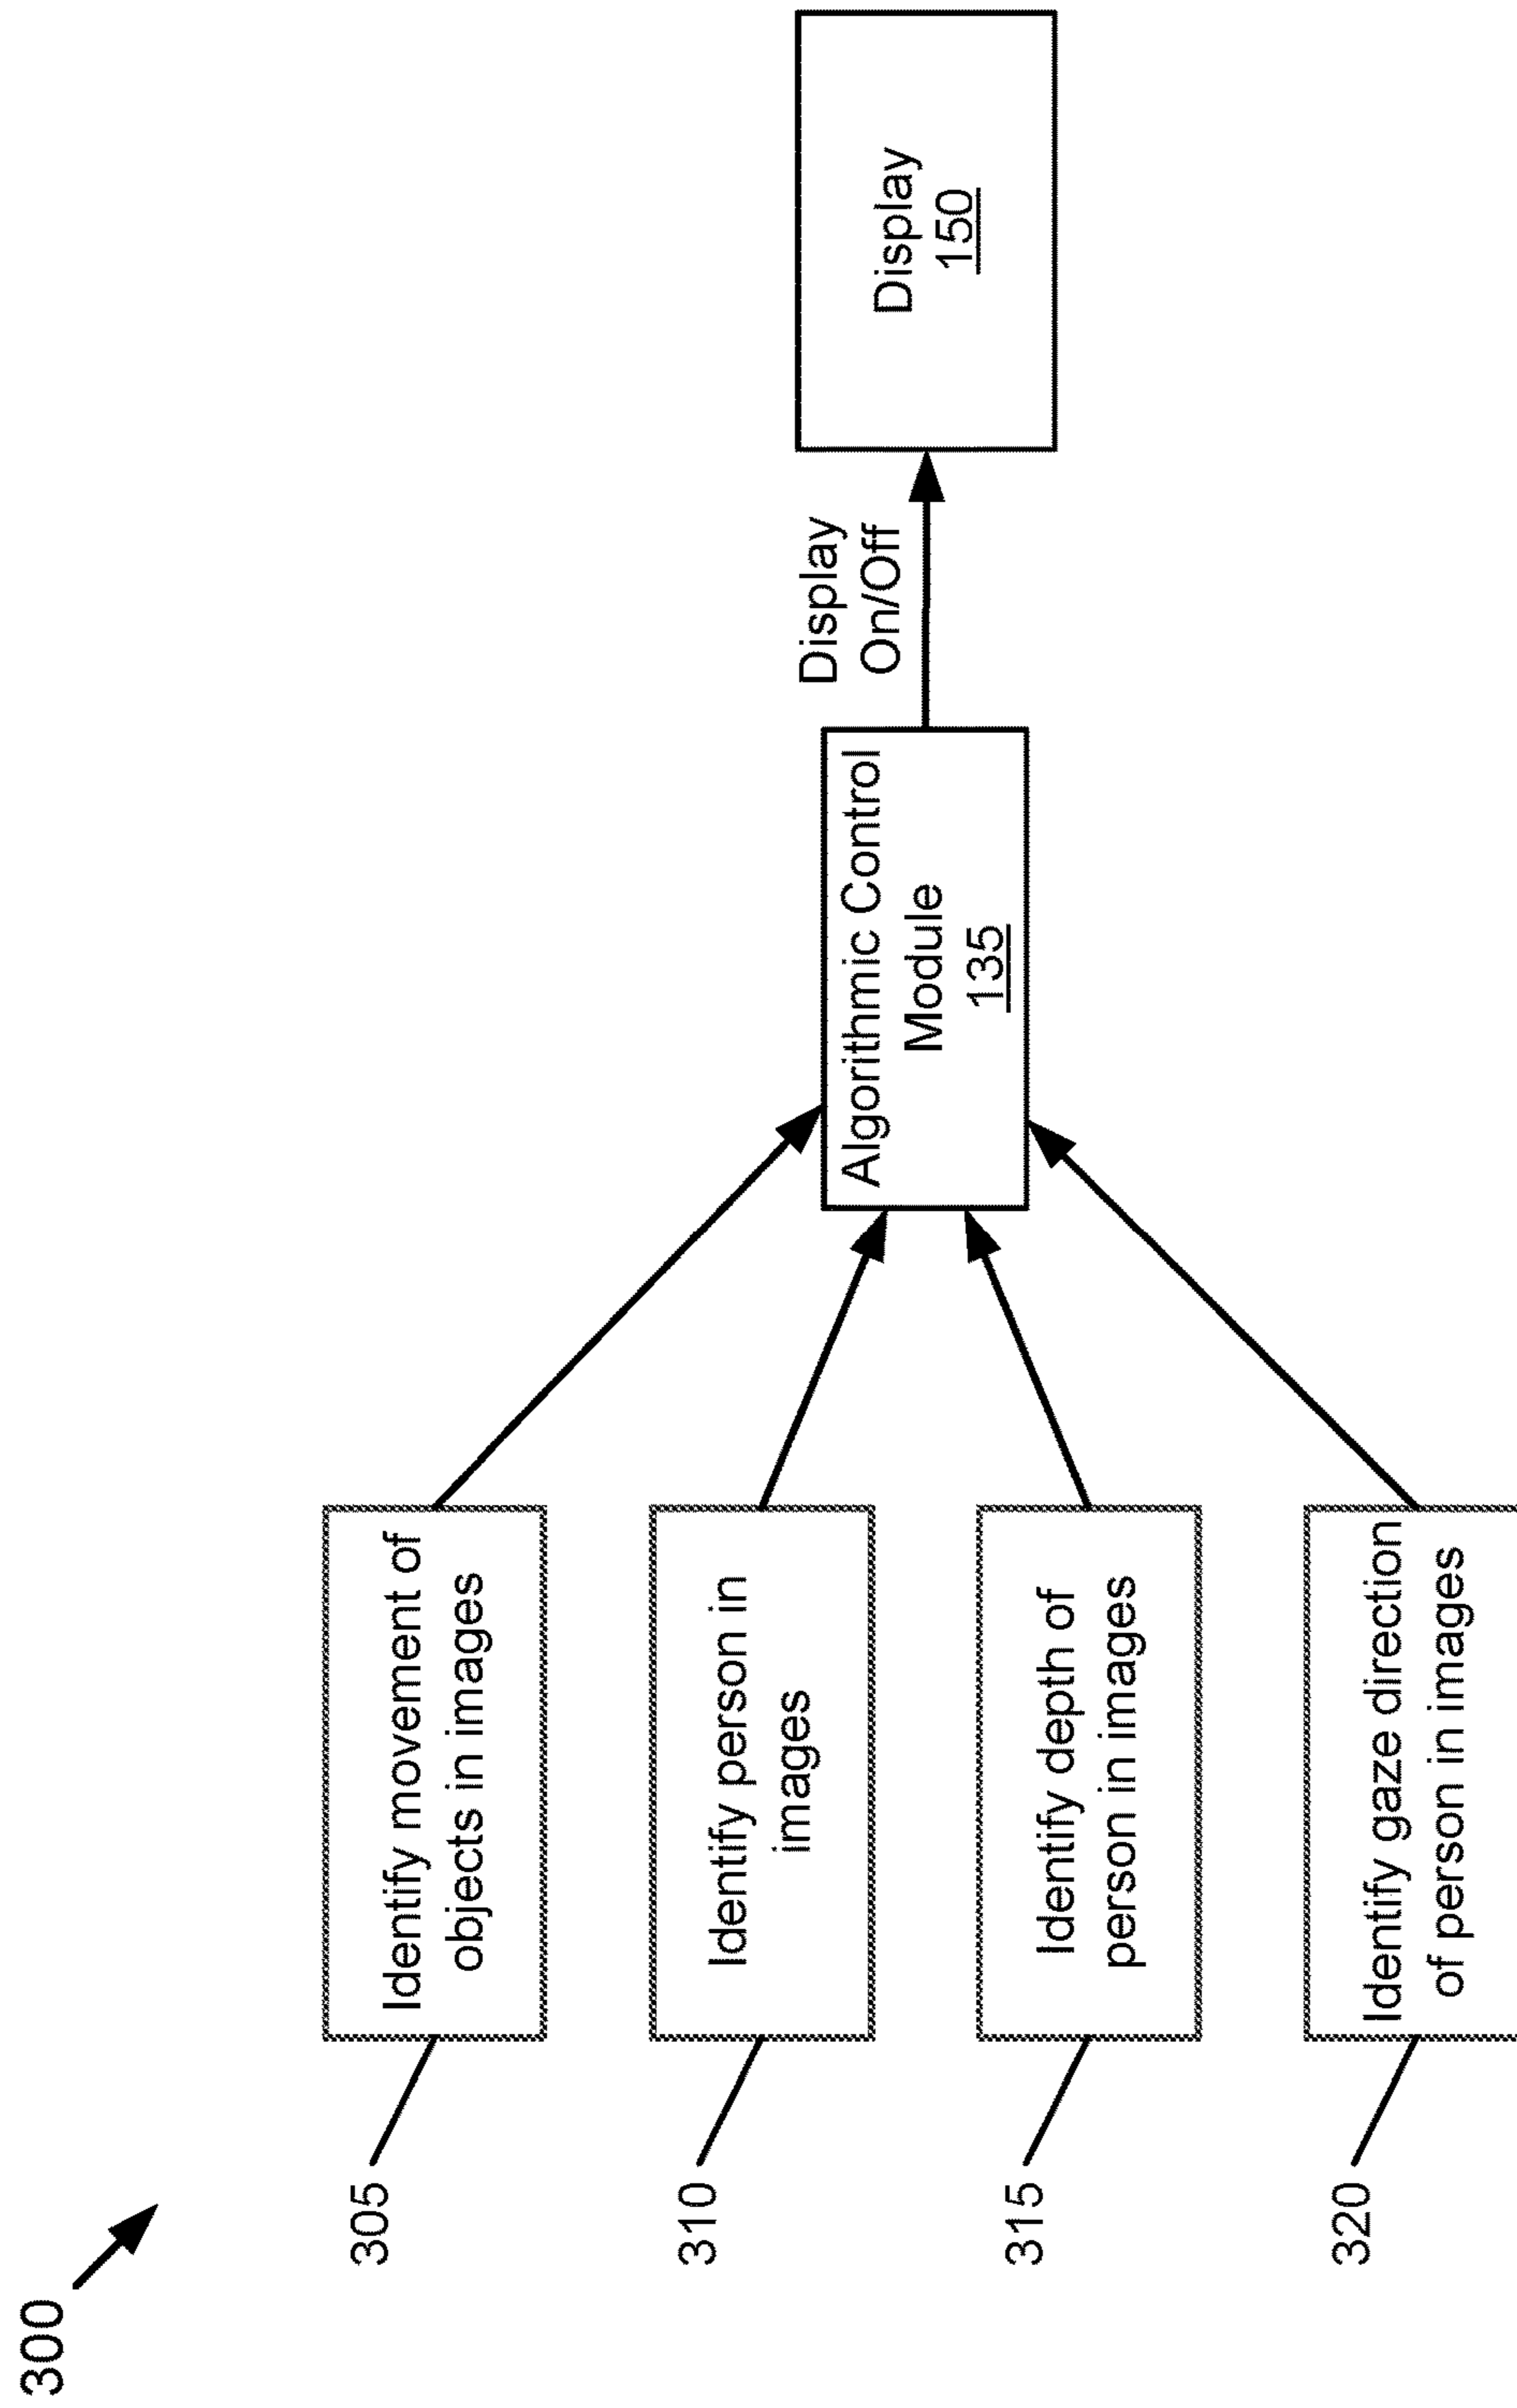 300
305
Identify movement of
objects in images
310
Identify person in
images
315
Identify depth of
person in images
320
Identify gaze direction
of person in images
Algorithmic Control
Module
135
Display
On/Off
Display
150